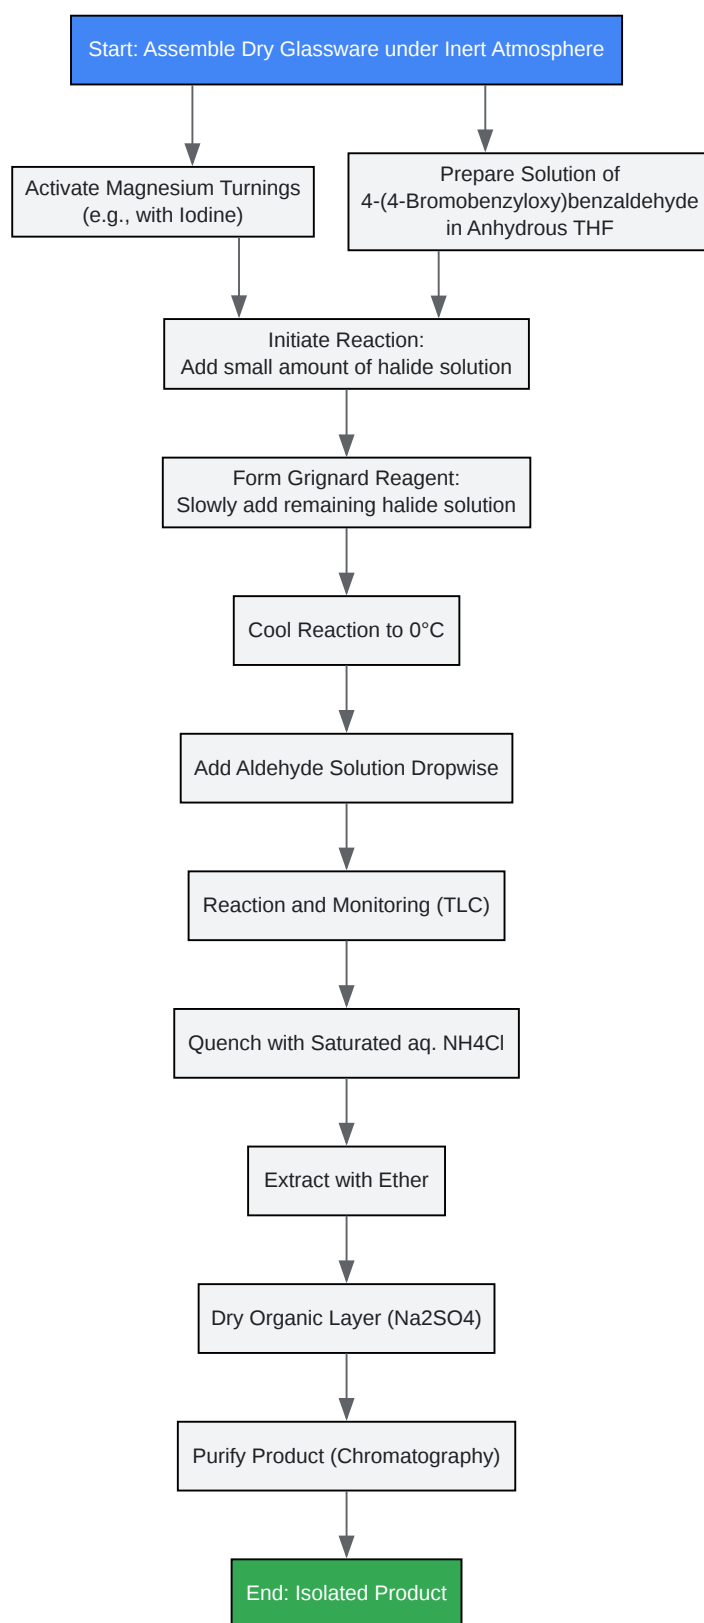 Start: Assemble Dry Glassware under Inert Atmosphere
Activate Magnesium Turnings
(e.g., with Iodine)
Prepare Solution of
4-(4-Bromobenzyloxy)benzaldehyde
in Anhydrous THF
Initiate Reaction:
Add small amount of halide solution
Form Grignard Reagent:
Slowly add remaining halide solution
Cool Reaction to 0°C
Add Aldehyde Solution Dropwise
Reaction and Monitoring (TLC)
Quench with Saturated aq. NH4Cl
Extract with Ether
Dry Organic Layer (Na2SO4)
Purify Product (Chromatography)
End: Isolated Product